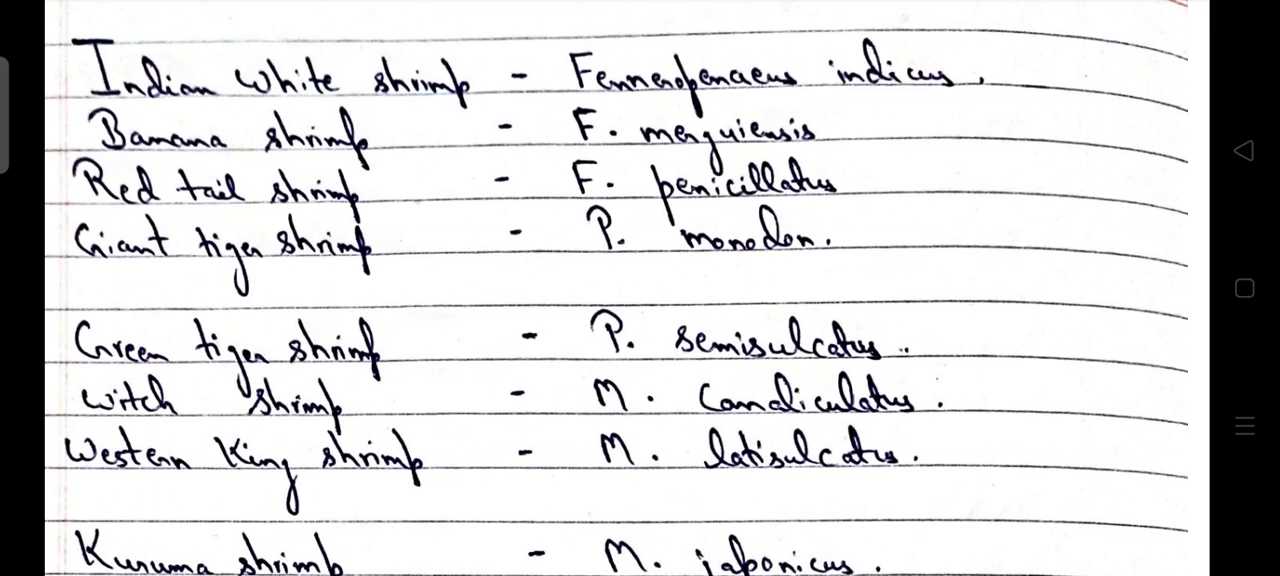 Indian White shrimp - Fenneropenaeus indicus.
Banana shrimp - F. merguiensis
Red tail shrimp - F. penicillatus
Giant tiger shrimp - P. monodon.
Green tiger shrimp - P. semisulcatus..
Witch shrimp - M. Canaliculatus.
Western King shrimp - M. latisulcatus.
Kuruma shrimp - M. japonicus.